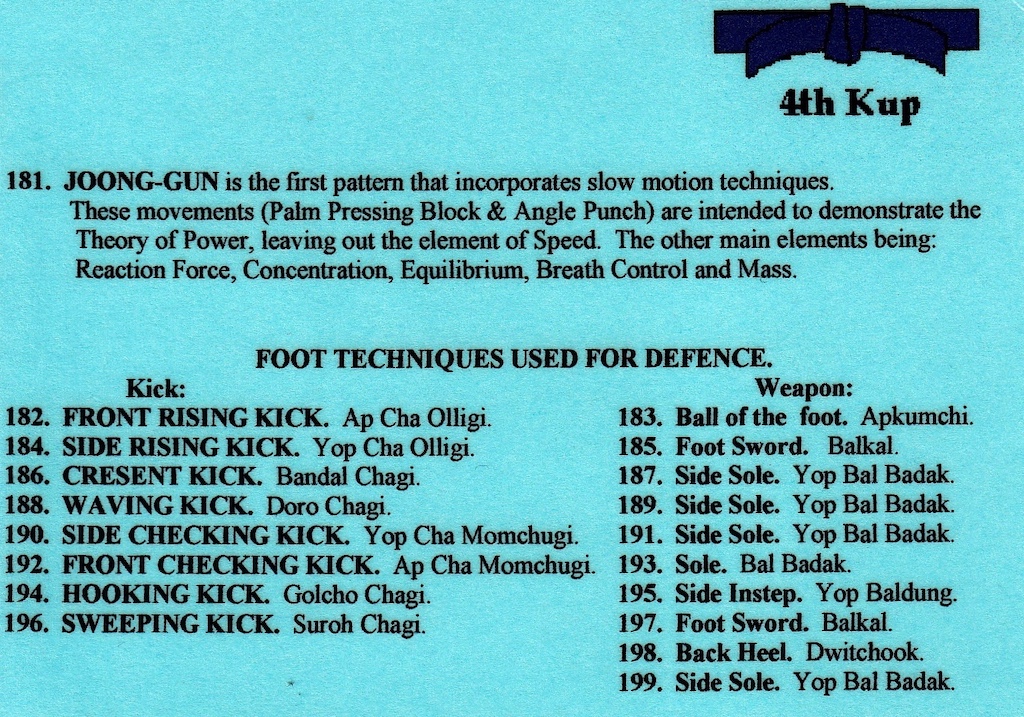 4th Kup
181. JOONG-GUN is the first pattern that incorporates slow motion techniques.
These movements (Palm Pressing Block & Angle Punch) are intended to demonstrate the
Theory of Power, leaving out the element of Speed. The other main elements being:
Reaction Force, Concentration, Equilibrium, Breath Control and Mass.
FOOT TECHNIQUES USED FOR DEFENCE.
Kick: Weapon:
182. FRONT RISING KICK. Ap Cha Olligi. 183. Ball of the foot. Apkumchi.
184. SIDE RISING KICK. Yop Cha Olligi. 185. Foot Sword. Balkal.
186. CRESENT KICK. Bandal Chagi. 187. Side Sole. Yop Bal Badak.
188. WAVING KICK. Doro Chagi. 189. Side Sole. Yop Bal Badak.
190. SIDE CHECKING KICK. Yop Cha Momchugi. 191. Side Sole. Yop Bal Badak.
192. FRONT CHECKING KICK. Ap Cha Momchugi. 193. Sole. Bal Badak.
194. HOOKING KICK. Golcho Chagi. 195. Side Instep. Yop Baldung.
196. SWEEPING KICK. Suroh Chagi. 197. Foot Sword. Balkal.
198. Back Heel. Dwitchook.
199. Side Sole. Yop Bal Badak.